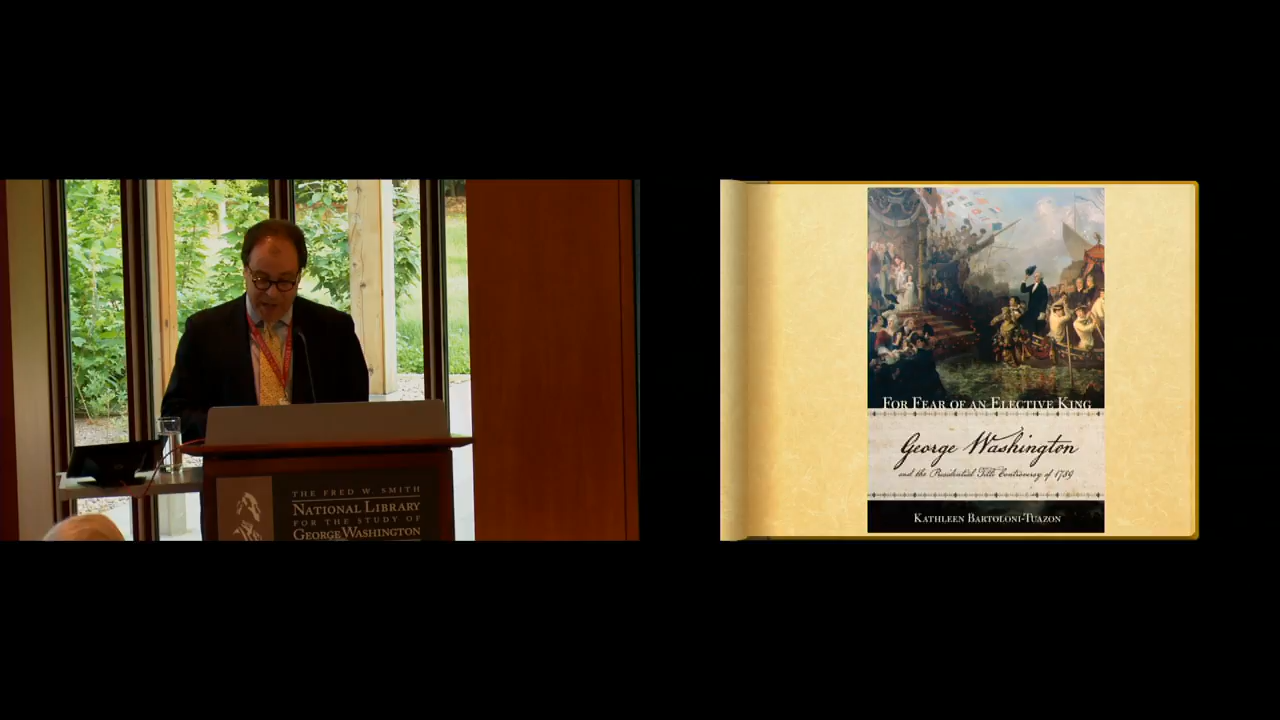 THE FRED W. SMITH
NATIONAL LIBRARY
FOR THE STUDY OF
GEORGE WASHINGTON
FOR FEAR OF AN ELECTIVE KING
George Washington
and the Presidential Title Controversy of 1789
KATHLEEN BARTOLONI-TUAZON